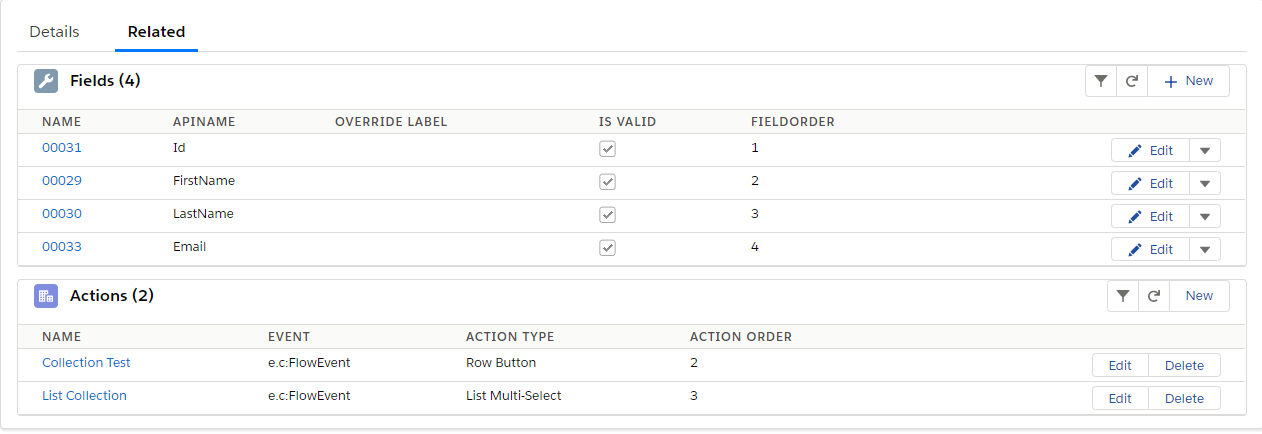 Details Related
Fields (4) New
NAME APINAME OVERRIDE LABEL IS VALID FIELDORDER
00031 Id 1 Edit
00029 FirstName 2 Edit
00030 LastName 3 Edit
00033 Email 4 Edit
Actions (2) New
NAME EVENT ACTION TYPE ACTION ORDER
Collection Test e.c:FlowEvent Row Button 2 Edit Delete
List Collection e.c:FlowEvent List Multi-Select 3 Edit Delete